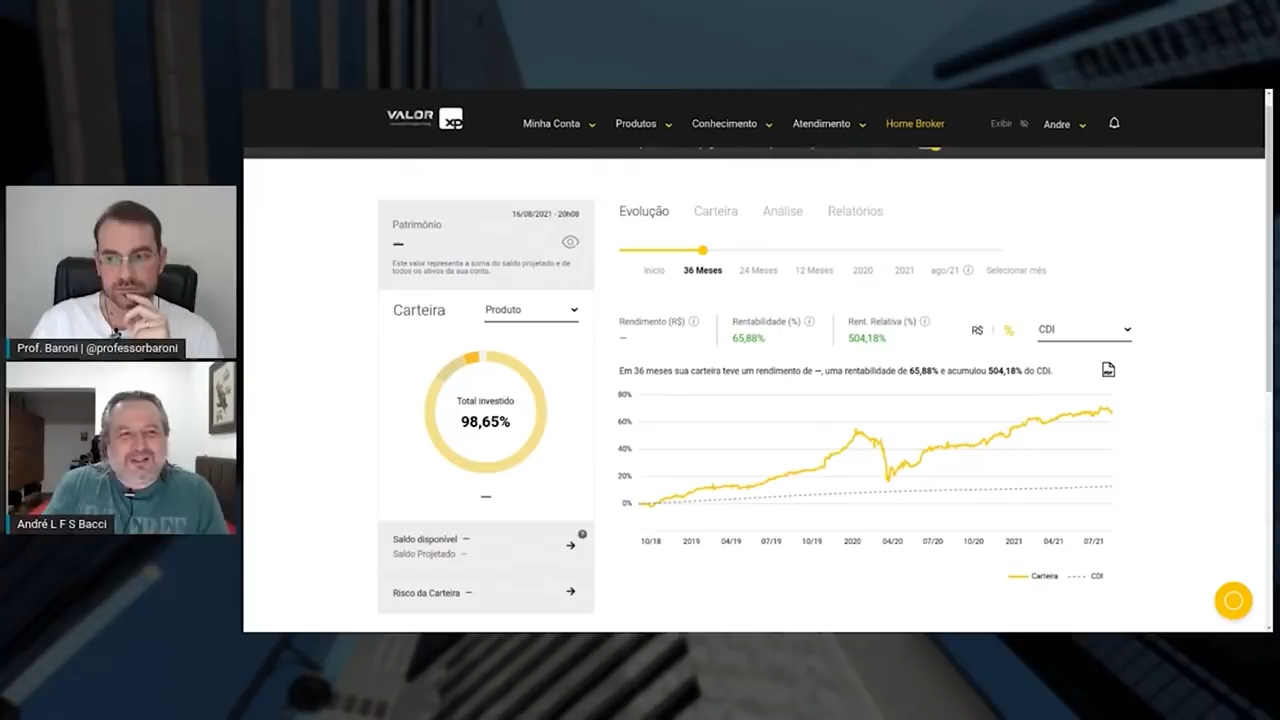 VALOR
xp
Minha Conta
Produtos
Conhecimento
Atendimento
Home Broker
Exibir
Andre
Prof. Baroni | @professorbaroni
André L F S Bacci
16/08/2021 - 20h08
Patrimônio
—
Este valor representa a soma do saldo projetado e de
todos os ativos da sua conta.
Carteira
Produto
Total investido
98,65%
—
Saldo disponível —
Saldo Projetado —
Risco da Carteira —
Evolução
Carteira
Análise
Relatórios
Início
36 Meses
24 Meses
12 Meses
2020
2021
ago/21
Selecionar mês
Rendimento (R$)
—
Rentabilidade (%)
65,88%
Rent. Relativa (%)
504,18%
R$ | %
CDI
Em 36 meses sua carteira teve um rendimento de —, uma rentabilidade de 65,88% e acumulou 504,18% do CDI.
80%
60%
40%
20%
0%
10/18
2019
04/19
07/19
10/19
2020
04/20
07/20
10/20
2021
04/21
07/21
Carteira
CDI